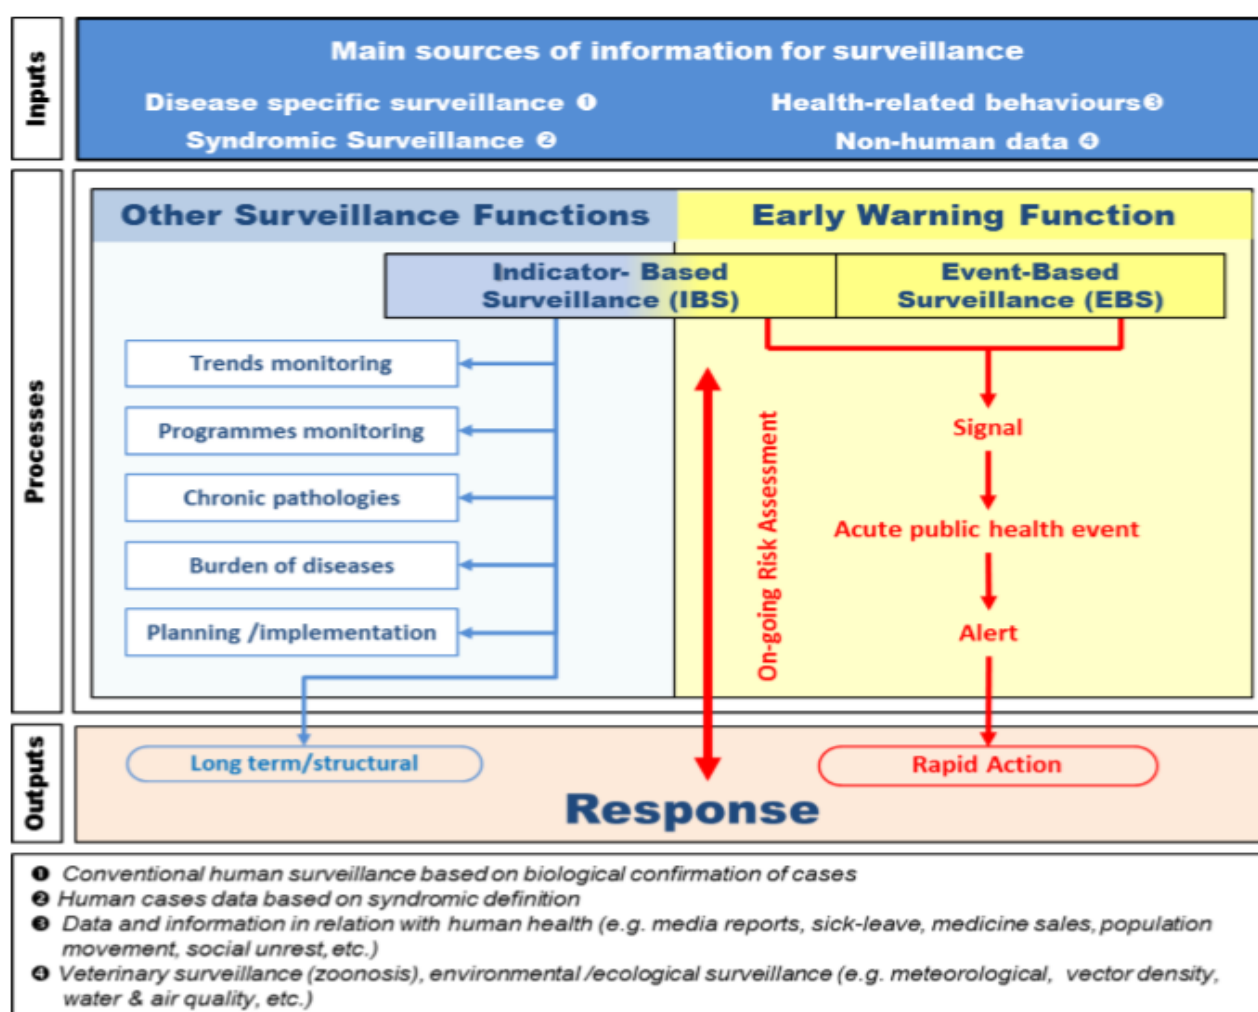 Inputs
Main sources of information for surveillance
Disease specific surveillance ❶
Health-related behaviours❸
Syndromic Surveillance ❷
Non-human data ❹
Processes
Other Surveillance Functions
Early Warning Function
Indicator- Based
Surveillance (IBS)
Event-Based
Surveillance (EBS)
Trends monitoring
Programmes monitoring
Chronic pathologies
Burden of diseases
Planning /implementation
On-going Risk Assessment
Signal
Acute public health event
Alert
Outputs
Long term/structural
Rapid Action
Response
❶ Conventional human surveillance based on biological confirmation of cases
❷ Human cases data based on syndromic definition
❸ Data and information in relation with human health (e.g. media reports, sick-leave, medicine sales, population
movement, social unrest, etc.)
❹ Veterinary surveillance (zoonosis), environmental /ecological surveillance (e.g. meteorological, vector density,
water & air quality, etc.)